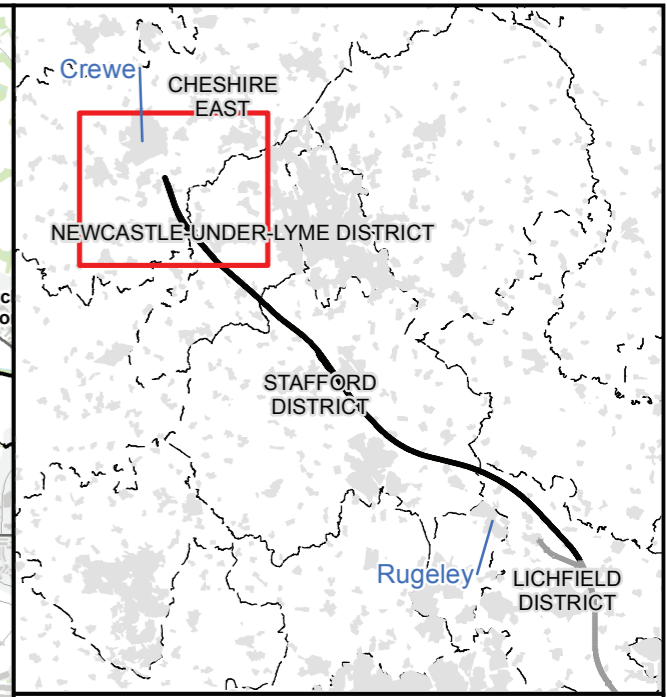 Crewe
CHESHIRE
EAST
NEWCASTLE-UNDER-LYME DISTRICT
c
o
STAFFORD
DISTRICT
Rugeley
LICHFIELD
DISTRICT